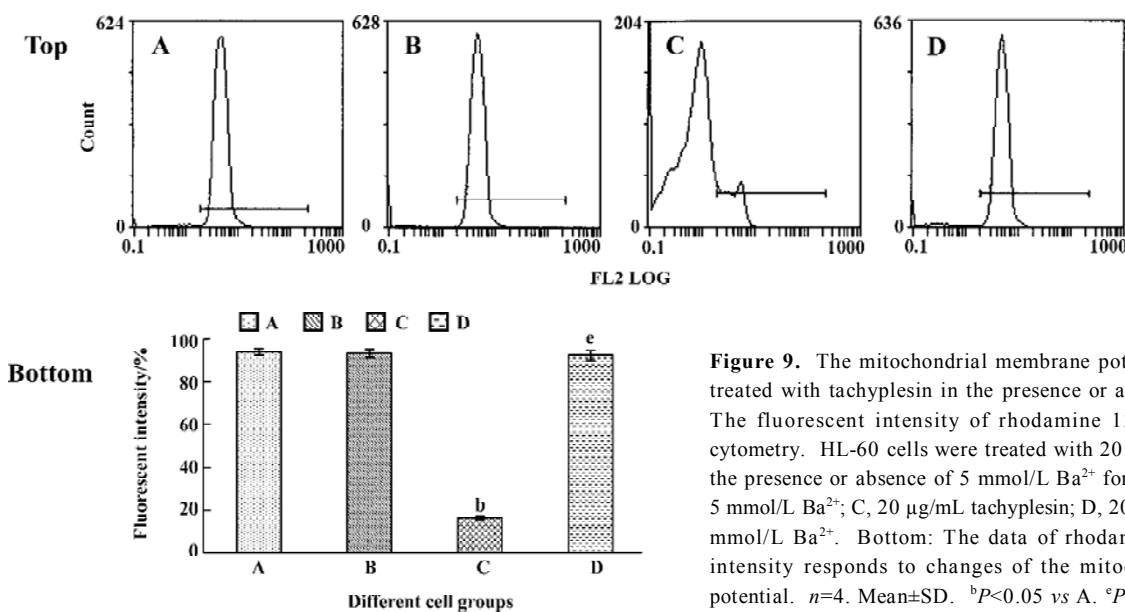 Top
624
A
0
0.1
1000
Count
628
B
0
0.1
1000
204
C
0
0.1
1000
636
D
0
0.1
1000
FL2 LOG
Bottom
A B C D
100
80
60
40
20
0
Fluorescent intensity/%
b
e
A B C D
Different cell groups
Figure 9. The mitochondrial membrane pot
treated with tachyplesin in the presence or a
The fluorescent intensity of rhodamine 1
cytometry. HL-60 cells were treated with 20
the presence or absence of 5 mmol/L Ba²⁺ for
5 mmol/L Ba²⁺; C, 20 µg/mL tachyplesin; D, 20
mmol/L Ba²⁺. Bottom: The data of rhodam
intensity responds to changes of the mitoc
potential. n=4. Mean±SD. ᵇP<0.05 vs A. ᵉP